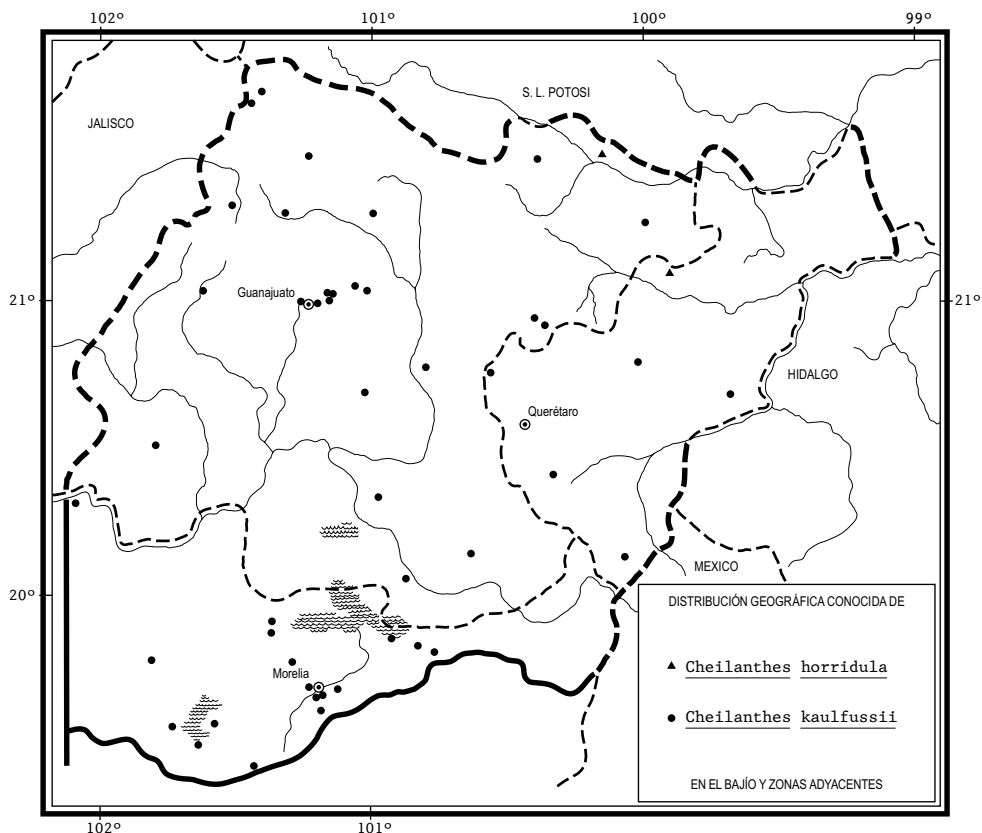 102º 101º 100º 99º
S. L. POTOSI
JALISCO
Guanajuato
21º 21º
HIDALGO
Querétaro
MEXICO
20º
DISTRIBUCIÓN GEOGRÁFICA CONOCIDA DE
Cheilanthes horridula
Morelia
Cheilanthes kaulfussii
EN EL BAJÍO Y ZONAS ADYACENTES
102º 101º